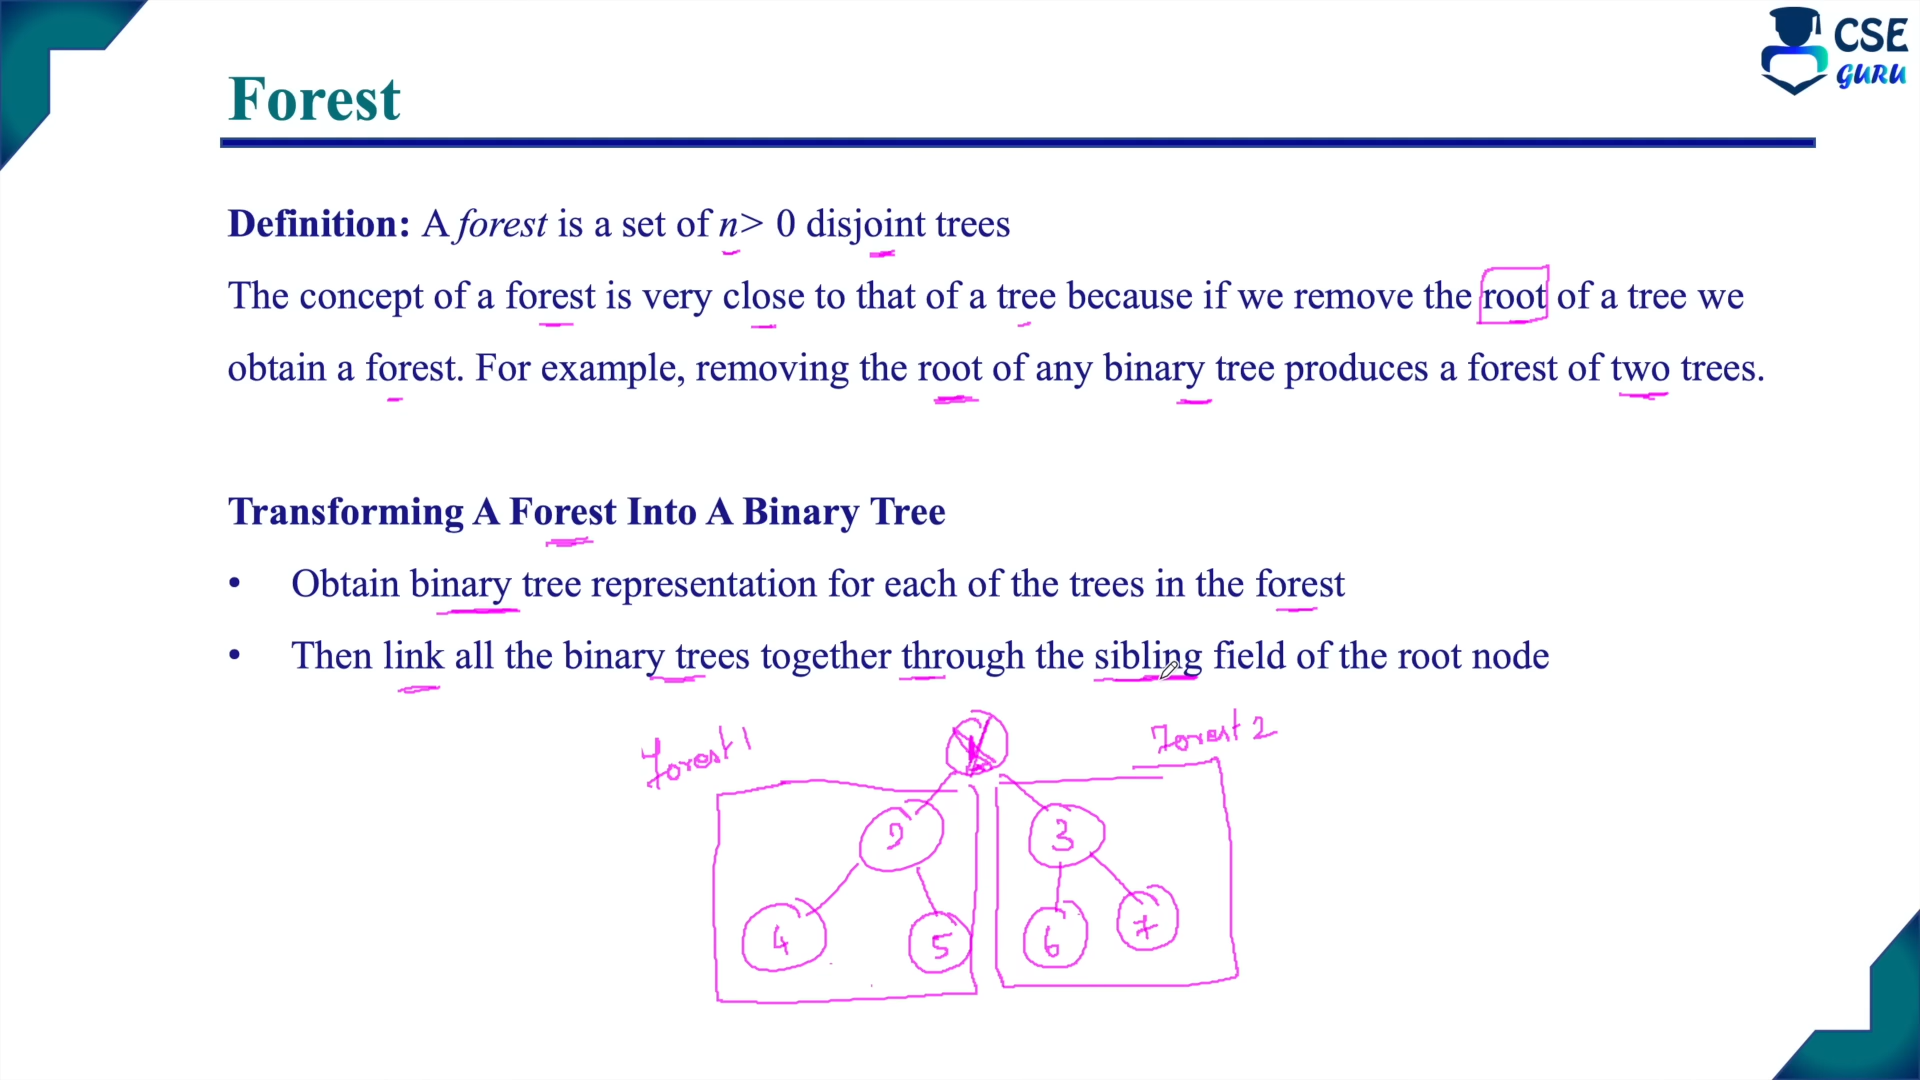 CSE
GURU
Forest
Definition: A forest is a set of n> 0 disjoint trees
The concept of a forest is very close to that of a tree because if we remove the root of a tree we
obtain a forest. For example, removing the root of any binary tree produces a forest of two trees.
Transforming A Forest Into A Binary Tree
• Obtain binary tree representation for each of the trees in the forest
• Then link all the binary trees together through the sibling field of the root node
Forest 1
Forest 2
3
4
5
6
7